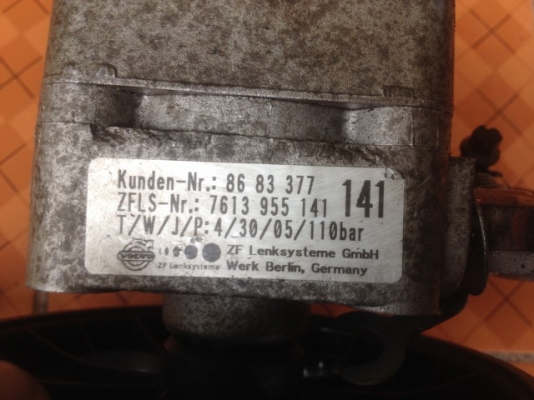 Kunden-Nr.: 86 83 377 141
ZFLS-Nr.: 7613 955 141
T/W/J/P: 4/30/05/110bar
VOLVO ZF Lenksysteme GmbH
ZF Lenksysteme Werk Berlin, Germany